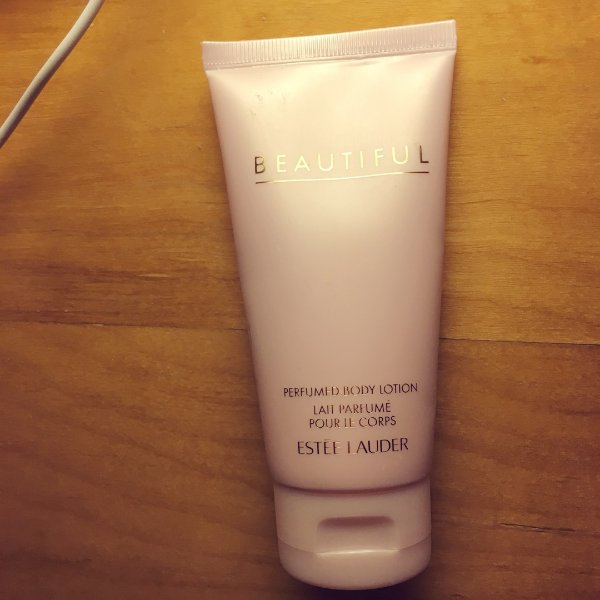 BEAUTIFUL
PERFUMED BODY LOTION
LAIT PARFUMÉ
POUR LE CORPS
ESTĒE LAUDER